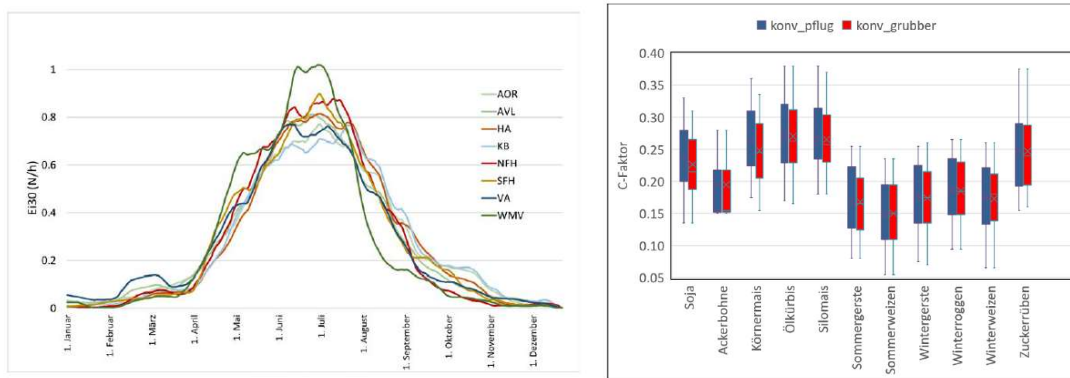 Ei30 (N/h)
1
0.8
0.6
0.4
0.2
0
1. Januar
1. Februar
1. März
1. April
1. Mai
1. Juni
1. Juli
1. August
1. September
1. Oktober
1. November
1. Dezember
AOR
AVL
HA
KB
NFH
SFH
VA
WMV
konv_pflug
konv_grubber
C-Faktor
0.40
0.35
0.30
0.25
0.20
0.15
0.10
0.05
Soja
Ackerbohne
Körnermais
Ölkürbis
Silomais
Sommergerste
Sommerweizen
Wintergerste
Winterroggen
Winterweizen
Zuckerrüben